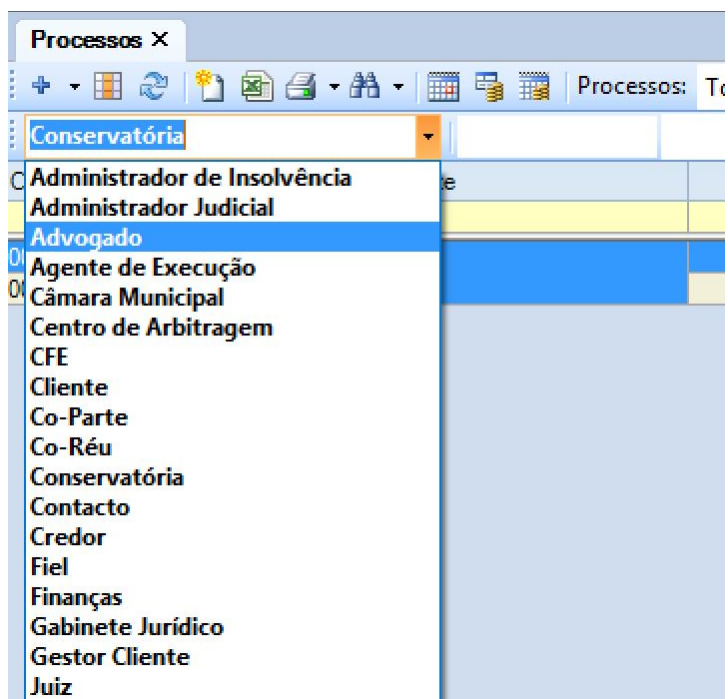 Processos X
Processos:
Conservatória
Administrador de Insolvência
Administrador Judicial
Advogado
Agente de Execução
Câmara Municipal
Centro de Arbitragem
CFE
Cliente
Co-Parte
Co-Réu
Conservatória
Contacto
Credor
Fiel
Finanças
Gabinete Jurídico
Gestor Cliente
Juiz